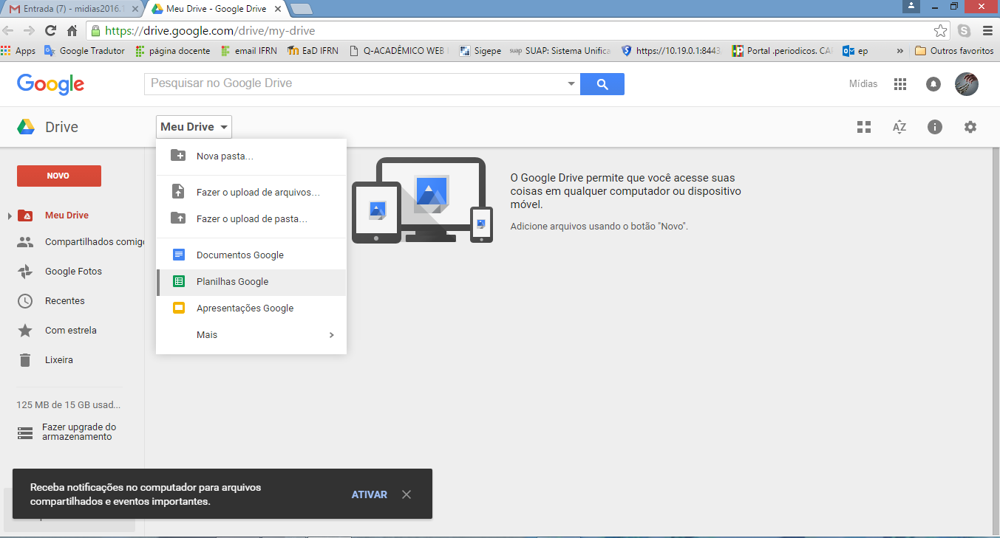 Entrada (7) - midias2016.1
Meu Drive - Google Drive
https://drive.google.com/drive/my-drive
Apps
Google Tradutor
página docente
email IFRN
EaD IFRN
Q-ACADÊMICO WEB
Sigepe
suap SUAP: Sistema Unifica
https://10.19.0.1:8443
Portal .periodicos. CA
ep
»
Outros favoritos
Google
Pesquisar no Google Drive
Mídias
Drive
Meu Drive
AZ
NOVO
Meu Drive
Compartilhados comigo
Google Fotos
Recentes
Com estrela
Lixeira
125 MB de 15 GB usad...
Fazer upgrade do
armazenamento
Nova pasta...
Fazer o upload de arquivos...
Fazer o upload de pasta...
Documentos Google
Planilhas Google
Apresentações Google
Mais
O Google Drive permite que você acesse suas
coisas em qualquer computador ou dispositivo
móvel.
Adicione arquivos usando o botão "Novo".
Receba notificações no computador para arquivos
compartilhados e eventos importantes.
ATIVAR